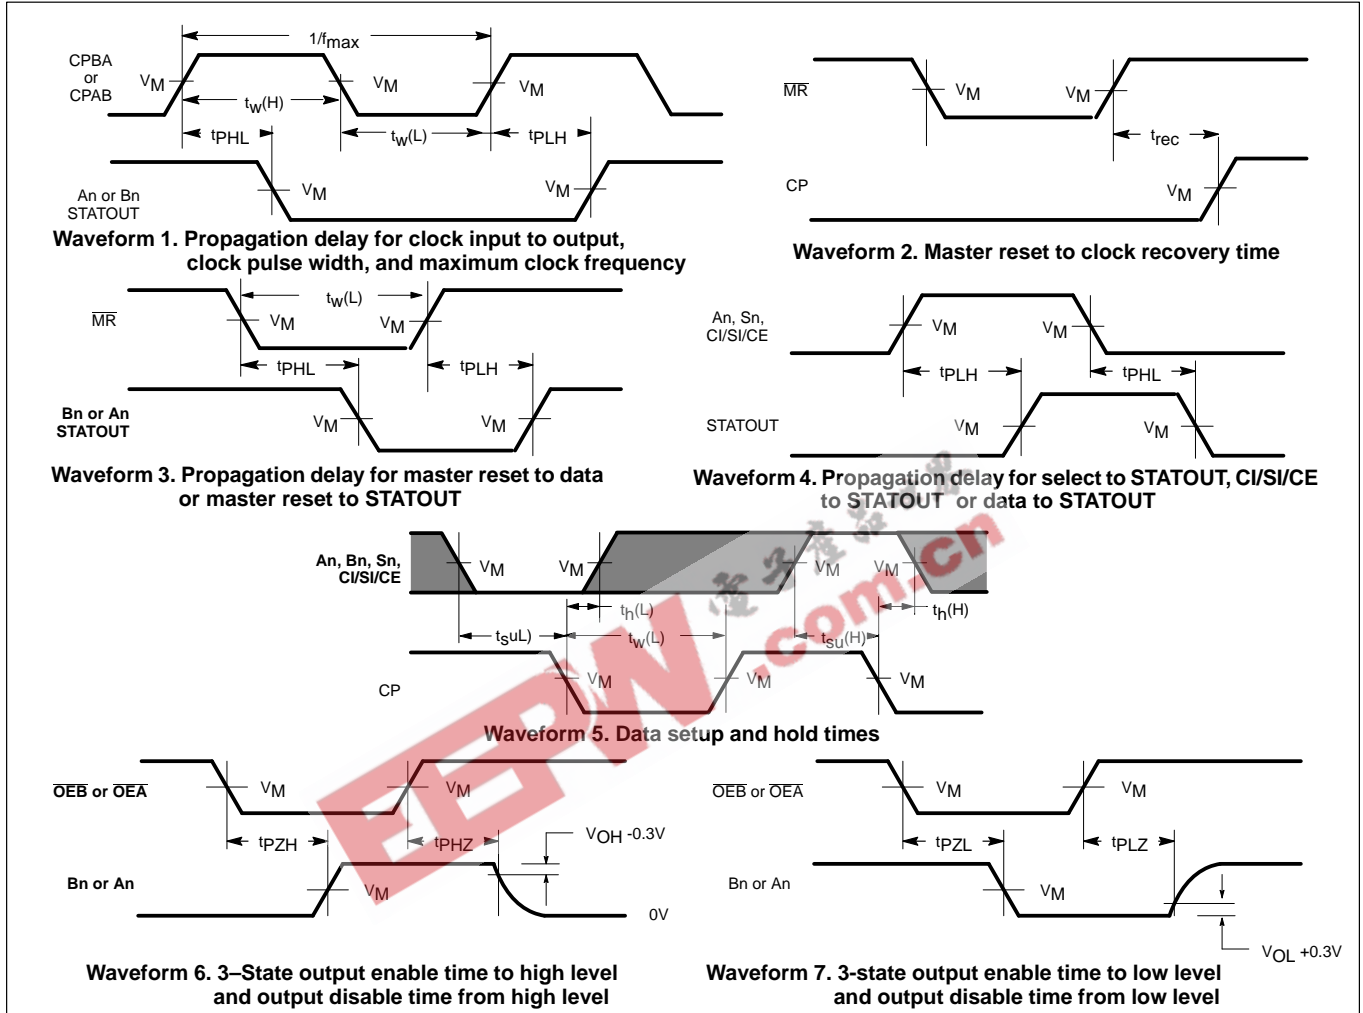 1/fmax
CPBA
or
CPAB
VM VM VM
tw(H)
tPHL tw(L) tPLH
An or Bn
STATOUT
VM VM
Waveform 1. Propagation delay for clock input to output,
clock pulse width, and maximum clock frequency
MR
VM VM
trec
CP
VM
Waveform 2. Master reset to clock recovery time
tw(L)
MR
VM VM
tPHL tPLH
Bn or An
STATOUT
VM VM
Waveform 3. Propagation delay for master reset to data
or master reset to STATOUT
An, Sn,
CI/SI/CE
VM VM
tPLH tPHL
STATOUT
VM VM
Waveform 4. Propagation delay for select to STATOUT, CI/SI/CE
to STATOUT or data to STATOUT
An, Bn, Sn,
CI/SI/CE
VM VM VM VM
th(L) th(H)
tsuL) tw(L) tsu(H)
CP
VM VM VM
Waveform 5. Data setup and hold times
OEB or OEA
VM VM
tPZH tPHZ
VOH -0.3V
Bn or An
VM
0V
Waveform 6. 3–State output enable time to high level
and output disable time from high level
OEB or OEA
VM VM
tPZL tPLZ
Bn or An
VM
VOL +0.3V
Waveform 7. 3-state output enable time to low level
and output disable time from low level
EEPW.com.cn
電子產品世界